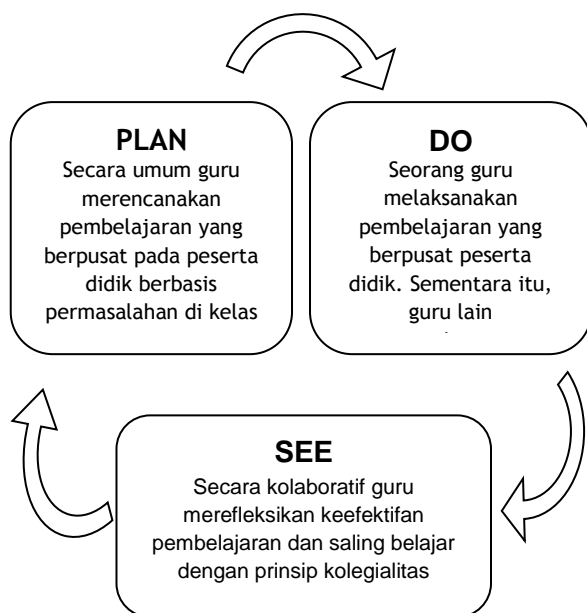 PLAN
Secara umum guru
merencanakan
pembelajaran yang
berpusat pada peserta
didik berbasis
permasalahan di kelas
DO
Seorang guru
melaksanakan
pembelajaran yang
berpusat peserta
didik. Sementara itu,
guru lain
SEE
Secara kolaboratif guru
merefleksikan keefektifan
pembelajaran dan saling belajar
dengan prinsip kolegialitas